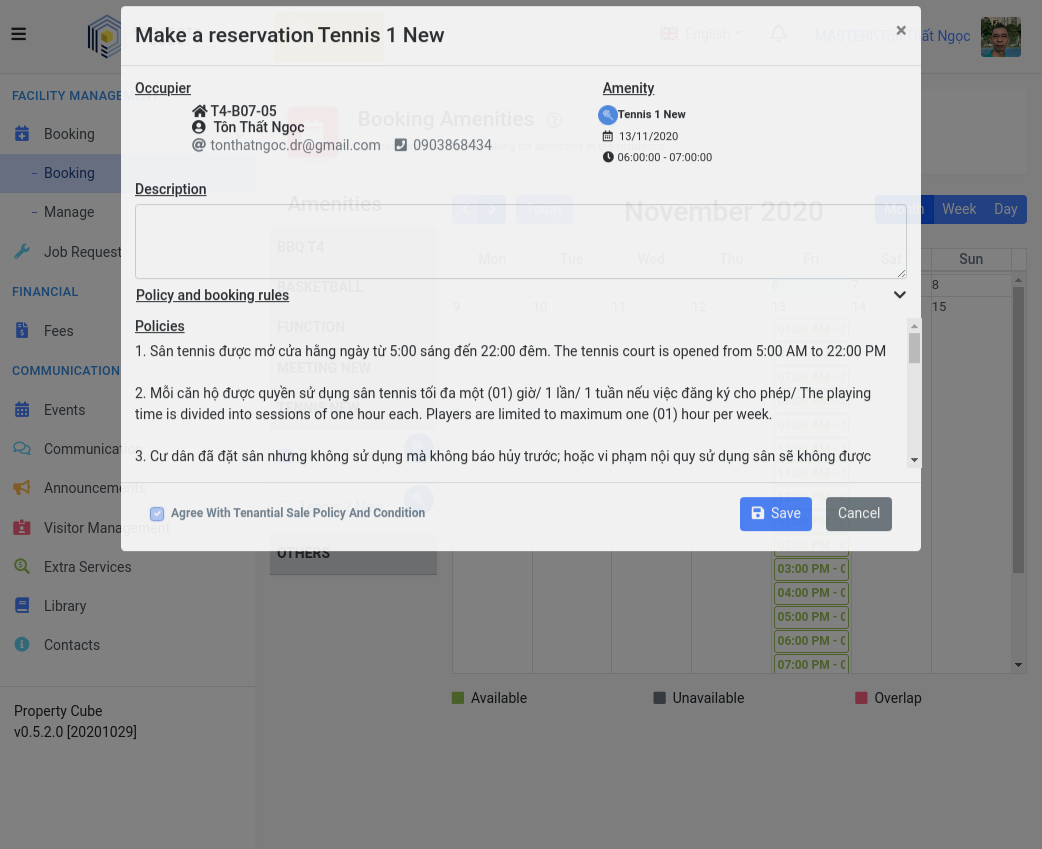 Make a reservation Tennis 1 New
×
English
Tôn Thất Ngọc
FACILITY MANAGEMENT
Booking
Booking
Manage
Job Request
FINANCIAL
Fees
COMMUNICATION
Events
Communication
Announcements
Visitor Management
Extra Services
Library
Contacts
Property Cube
v0.5.2.0 [20201029]
Occupier
T4-B07-05
Tôn Thất Ngọc
tonthatngoc.dr@gmail.com 0903868434
Amenity
Tennis 1 New
13/11/2020
06:00:00 - 07:00:00
Description
Policy and booking rules
Policies
1. Sân tennis được mở cửa hằng ngày từ 5:00 sáng đến 22:00 đêm. The tennis court is opened from 5:00 AM to 22:00 PM
2. Mỗi căn hộ được quyền sử dụng sân tennis tối đa một (01) giờ/ 1 lần/ 1 tuần nếu việc đăng ký cho phép/ The playing
time is divided into sessions of one hour each. Players are limited to maximum one (01) hour per week.
3. Cư dân đã đặt sân nhưng không sử dụng mà không báo hủy trước; hoặc vi phạm nội quy sử dụng sân sẽ không được
Agree With Tenantial Sale Policy And Condition
Save
Cancel
Booking Amenities
Amenities
BBQ T4
BASKETBALL
FUNCTION
MEETING NEW
OTHERS
Today
November 2020
Month Week Day
Mon Tue Wed Thu Fri Sat Sun
6 7 8
9 10 11 12 13 14 15
03:00 PM - 0
04:00 PM - 0
05:00 PM - 0
06:00 PM - 0
07:00 PM - 0
Available Unavailable Overlap